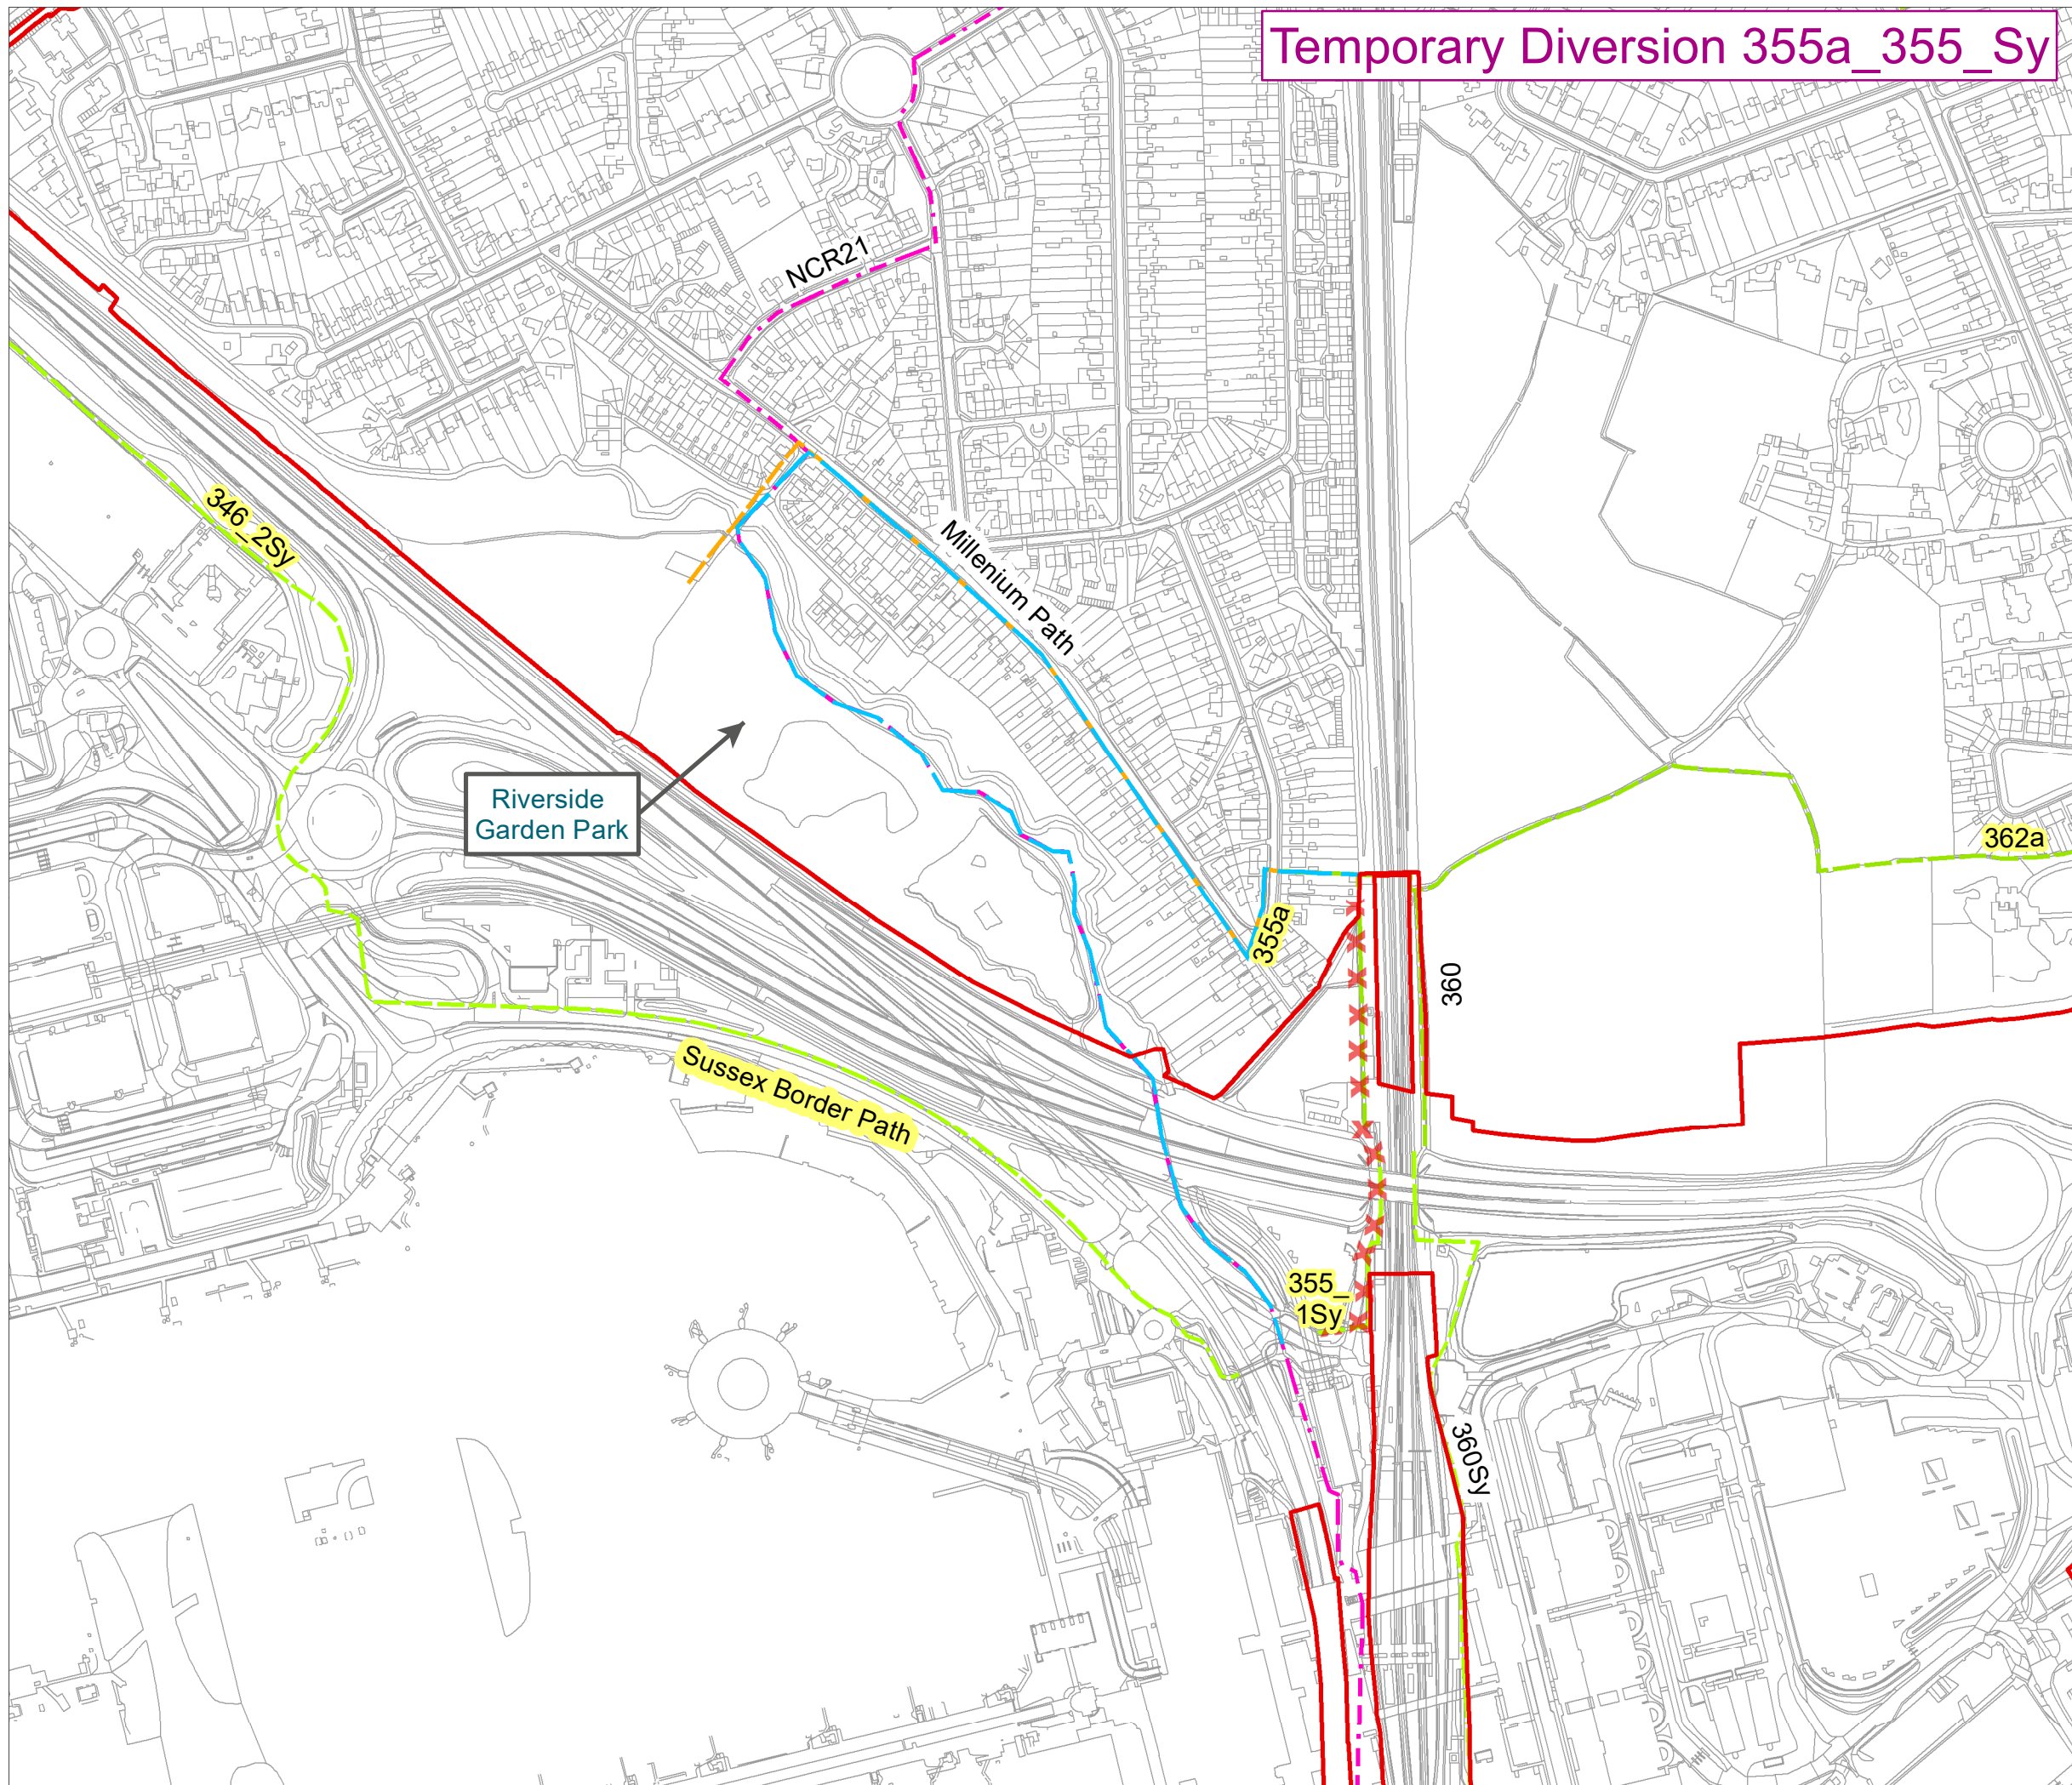 Temporary Diversion 355a_355_Sy
NCR21
346_2Sy
Millenium Path
Riverside
Garden Park
362a
355a
360
Sussex Border Path
355_
1Sy
360Sy